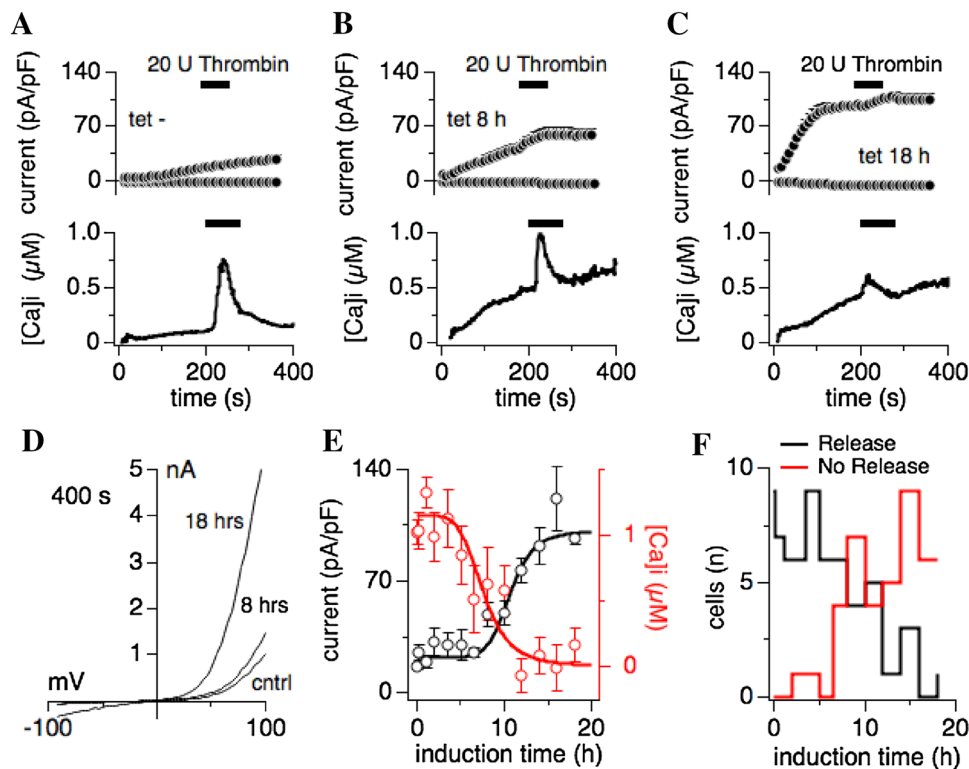 A
20 U Thrombin
current (pA/pF)
140
70
0
tet -
[Ca]i (µM)
1.0
0.5
0
0 200 400
time (s)
B
20 U Thrombin
current (pA/pF)
140
70
0
tet 8 h
[Ca]i (µM)
1.0
0.5
0
0 200 400
time (s)
C
20 U Thrombin
current (pA/pF)
140
70
0
tet 18 h
[Ca]i (µM)
1.0
0.5
0
0 200 400
time (s)
D
400 s
nA
5
4
3
2
1
18 hrs
8 hrs
cntrl
mV
-100 100
E
current (pA/pF)
140
70
0
[Ca]i (µM)
1
0
0 10 20
induction time (h)
F
Release
No Release
cells (n)
10
5
0
0 10 20
induction time (h)